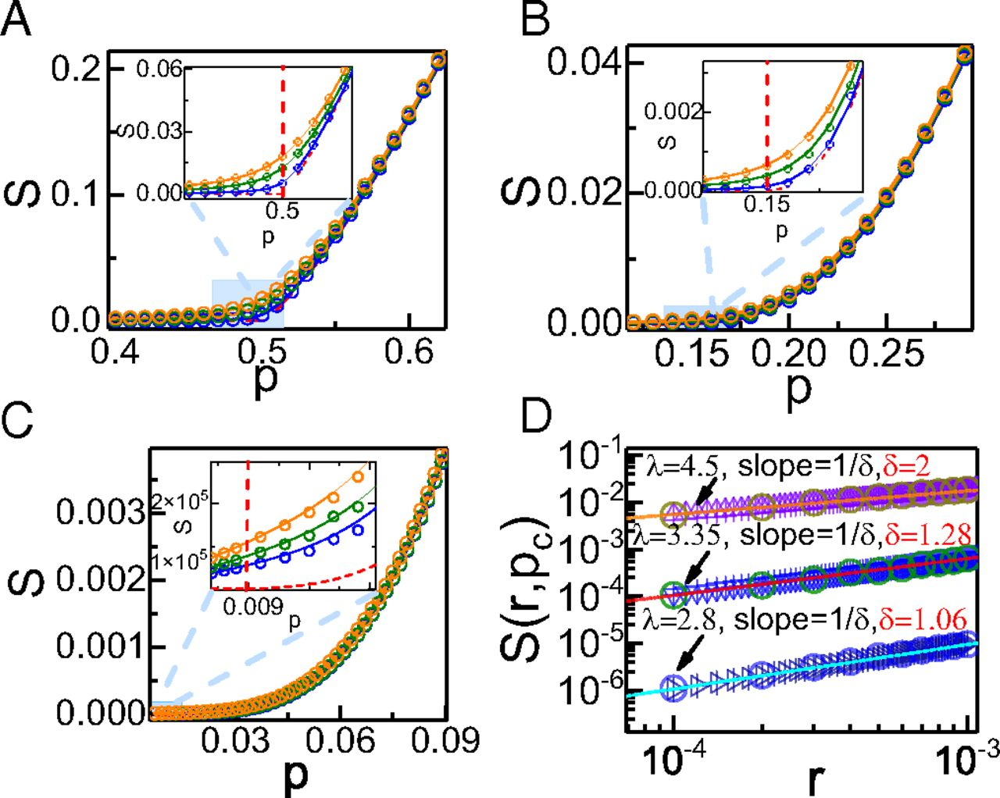 A
0.2
0.1
0.0
S
0.4
0.5
0.6
p
0.06
0.03
0.00
S
0.5
p
B
0.04
0.02
0.00
S
0.15
0.20
0.25
p
0.002
0.000
S
0.15
p
C
0.003
0.002
0.001
0.000
S
0.03
0.06
0.09
p
2×10⁵
1×10⁵
S
0.009
p
D
10⁻¹
10⁻²
10⁻³
10⁻⁴
10⁻⁵
10⁻⁶
S(r,p_c)
λ=4.5, slope=1/δ,δ=2
λ=3.35, slope=1/δ,δ=1.28
λ=2.8, slope=1/δ,δ=1.06
10⁻⁴
10⁻³
r